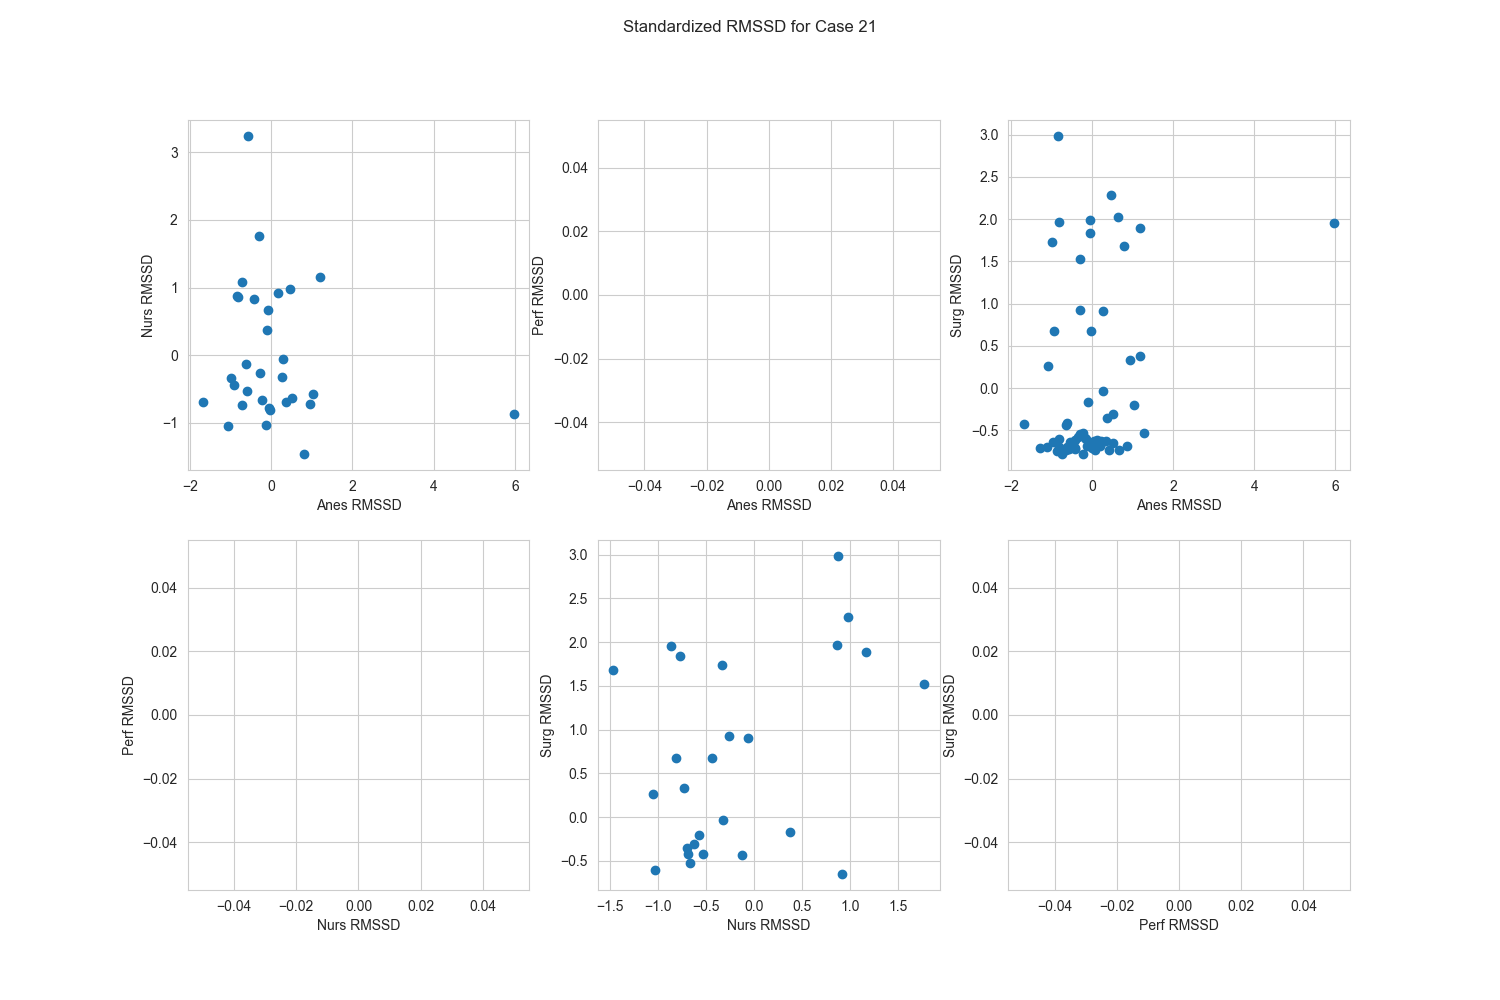 Standardized RMSSD for Case 21
3
2
1
0
−1
Nurs RMSSD
−2 0 2 4 6
Anes RMSSD
0.04
0.02
0.00
−0.02
−0.04
Perf RMSSD
−0.04 −0.02 0.00 0.02 0.04
Anes RMSSD
3.0
2.5
2.0
1.5
1.0
0.5
0.0
−0.5
Surg RMSSD
−2 0 2 4 6
Anes RMSSD
0.04
0.02
0.00
−0.02
−0.04
Perf RMSSD
−0.04 −0.02 0.00 0.02 0.04
Nurs RMSSD
3.0
2.5
2.0
1.5
1.0
0.5
0.0
−0.5
Surg RMSSD
−1.5 −1.0 −0.5 0.0 0.5 1.0 1.5
Nurs RMSSD
0.04
0.02
0.00
−0.02
−0.04
Surg RMSSD
−0.04 −0.02 0.00 0.02 0.04
Perf RMSSD